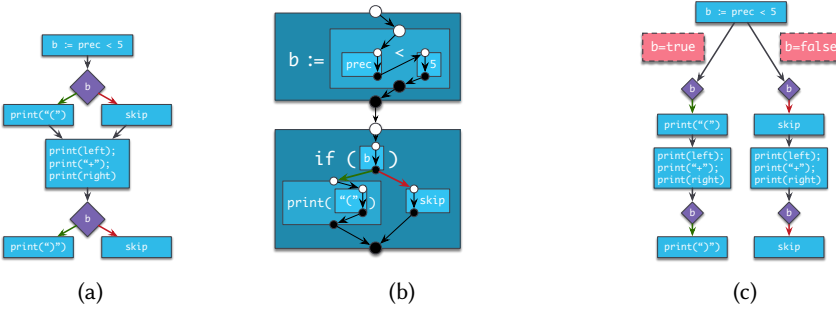 b := prec < 5
b
print(“(”)
skip
print(left);
print(“+”);
print(right)
b
print(“)”)
skip
(a)
b :=
<
prec
5
if (
b
)
print(
“(”
)
skip
(b)
b := prec < 5
b=true
b=false
b
b
print(“(”)
skip
print(left);
print(“+”);
print(right)
print(left);
print(“+”);
print(right)
b
b
print(“)”)
skip
(c)